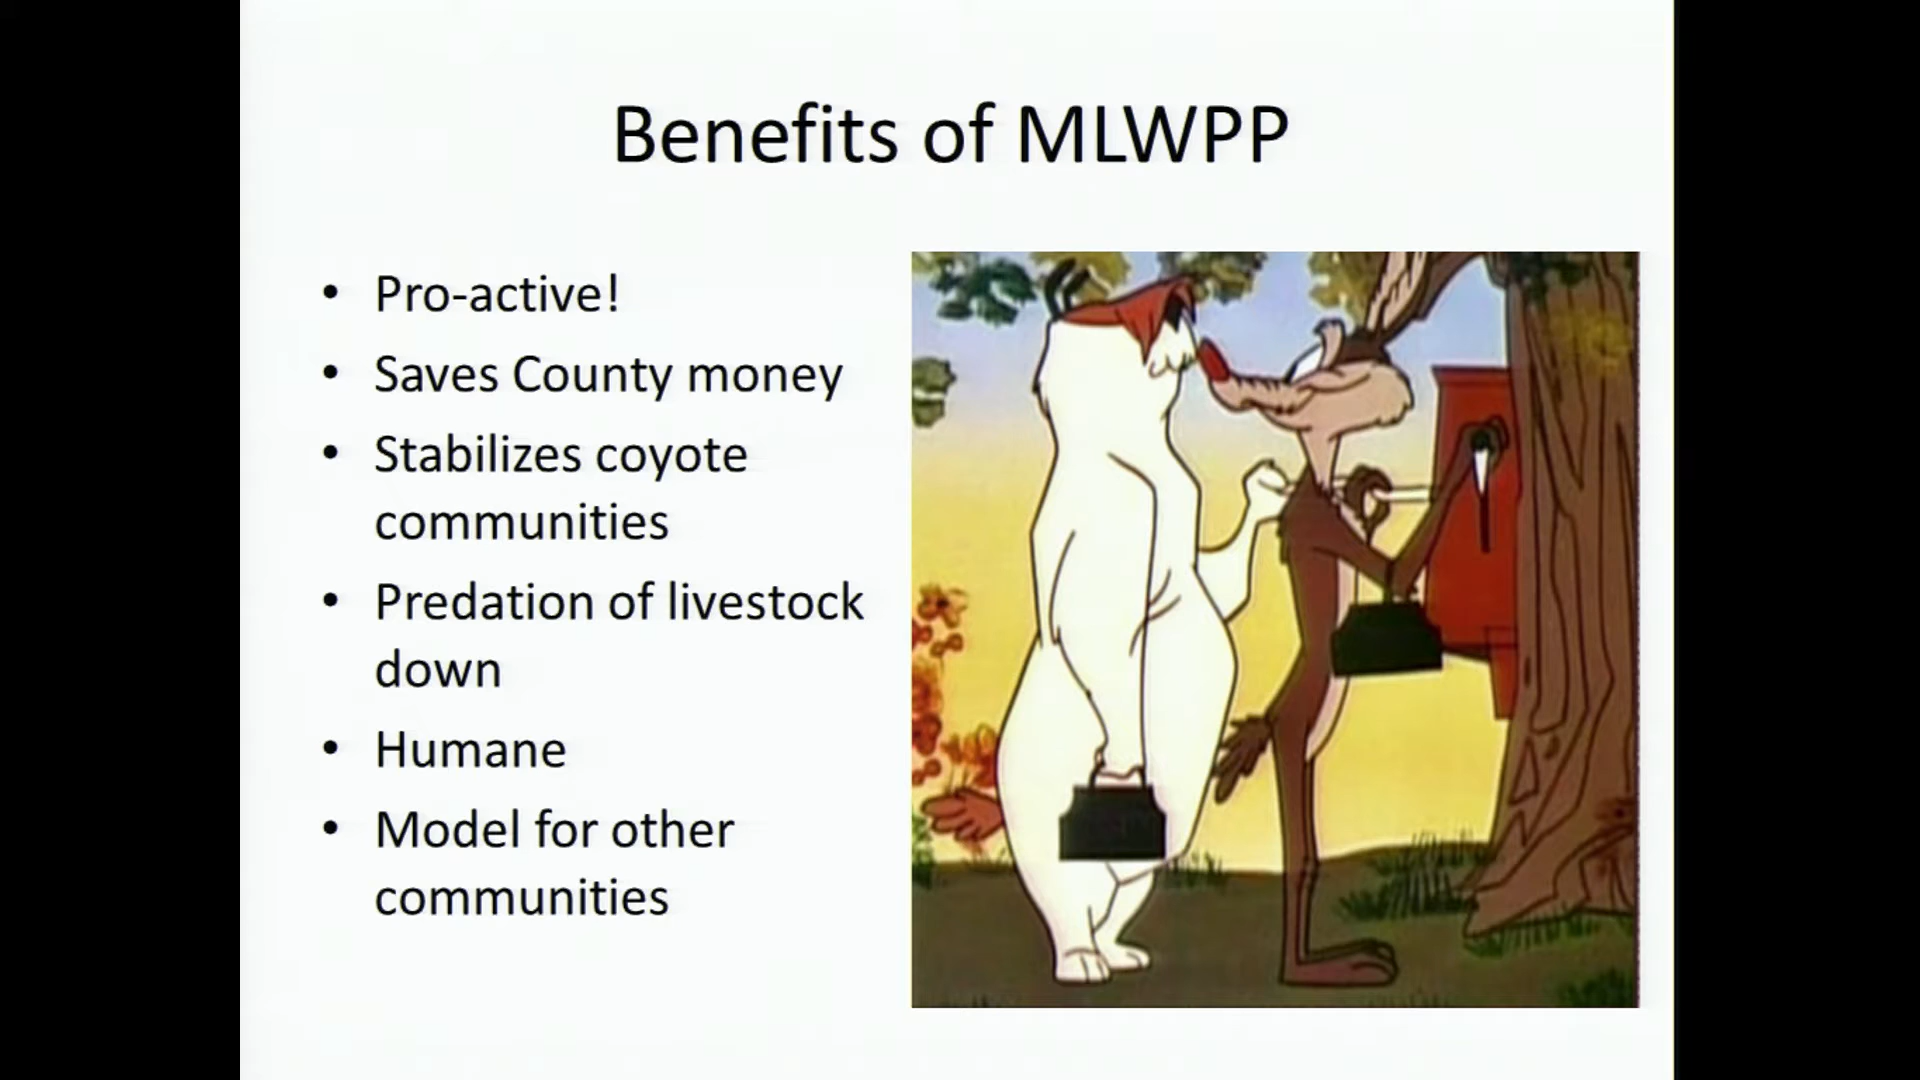 Benefits of MLWPP
• Pro-active!
• Saves County money
• Stabilizes coyote
communities
• Predation of livestock
down
• Humane
• Model for other
communities